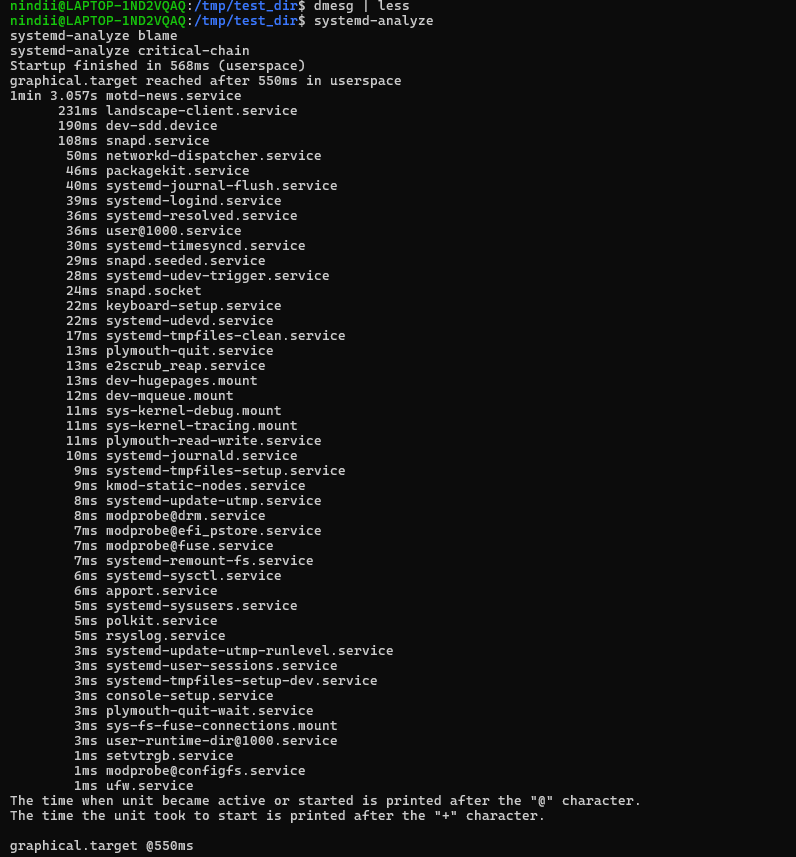 nindii@LAPTOP-1ND2VQAQ:/tmp/test_dir$ dmesg | less
nindii@LAPTOP-1ND2VQAQ:/tmp/test_dir$ systemd-analyze
systemd-analyze blame
systemd-analyze critical-chain
Startup finished in 568ms (userspace)
graphical.target reached after 550ms in userspace
1min 3.057s motd-news.service
231ms landscape-client.service
190ms dev-sdd.device
108ms snapd.service
50ms networkd-dispatcher.service
46ms packagekit.service
40ms systemd-journal-flush.service
39ms systemd-logind.service
36ms systemd-resolved.service
36ms user@1000.service
30ms systemd-timesyncd.service
29ms snapd.seeded.service
28ms systemd-udev-trigger.service
24ms snapd.socket
22ms keyboard-setup.service
22ms systemd-udevd.service
17ms systemd-tmpfiles-clean.service
13ms plymouth-quit.service
13ms e2scrub_reap.service
13ms dev-hugepages.mount
12ms dev-mqueue.mount
11ms sys-kernel-debug.mount
11ms sys-kernel-tracing.mount
11ms plymouth-read-write.service
10ms systemd-journald.service
9ms systemd-tmpfiles-setup.service
9ms kmod-static-nodes.service
8ms systemd-update-utmp.service
8ms modprobe@drm.service
7ms modprobe@efi_pstore.service
7ms modprobe@fuse.service
7ms systemd-remount-fs.service
6ms systemd-sysctl.service
6ms apport.service
5ms systemd-sysusers.service
5ms polkit.service
5ms rsyslog.service
3ms systemd-update-utmp-runlevel.service
3ms systemd-user-sessions.service
3ms systemd-tmpfiles-setup-dev.service
3ms console-setup.service
3ms plymouth-quit-wait.service
3ms sys-fs-fuse-connections.mount
3ms user-runtime-dir@1000.service
1ms setvtrgb.service
1ms modprobe@configfs.service
1ms ufw.service
The time when unit became active or started is printed after the "@" character.
The time the unit took to start is printed after the "+" character.
graphical.target @550ms